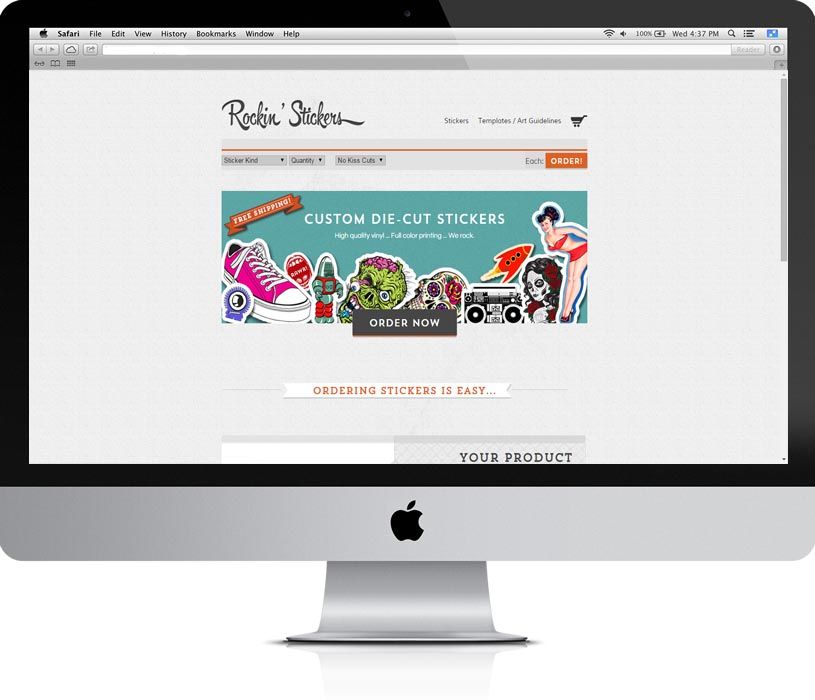 Safari File Edit View History Bookmarks Window Help 100% Wed 4:37 PM
Reader
Rockin' Stickers
Stickers Templates / Art Guidelines
Sticker Kind Quantity No Kiss Cuts Each: ORDER!
FREE SHIPPING!
CUSTOM DIE-CUT STICKERS
High quality vinyl ... Full color printing ... We rock.
RAWR!
ORDER NOW
ORDERING STICKERS IS EASY...
YOUR PRODUCT